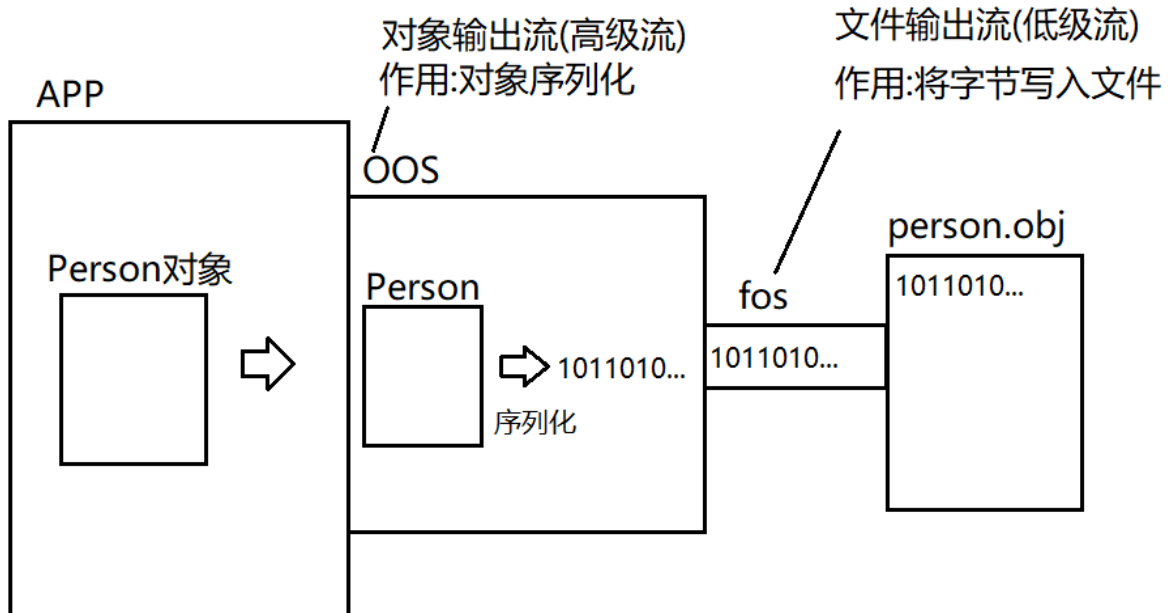 对象输出流(高级流)
作用:对象序列化
文件输出流(低级流)
作用:将字节写入文件
APP
OOS
person.obj
Person对象
Person
fos
1011010...
1011010...
1011010...
序列化